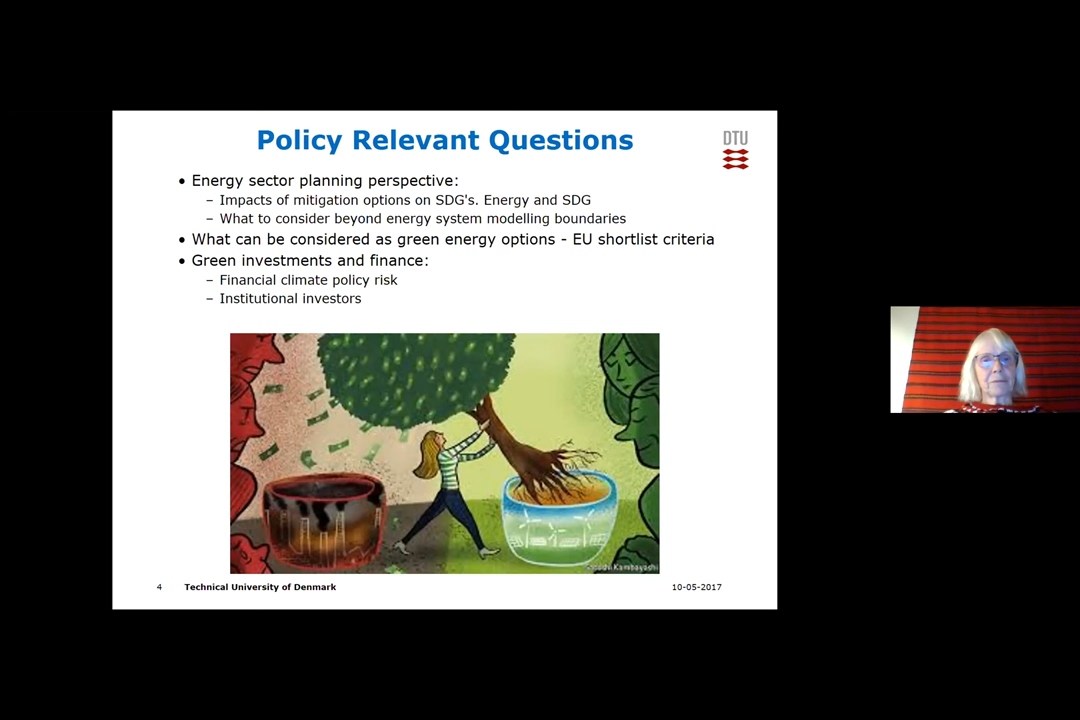 Policy Relevant Questions
DTU
• Energy sector planning perspective:
– Impacts of mitigation options on SDG's. Energy and SDG
– What to consider beyond energy system modelling boundaries
• What can be considered as green energy options - EU shortlist criteria
• Green investments and finance:
– Financial climate policy risk
– Institutional investors
Kambayashi
4 Technical University of Denmark 10-05-2017